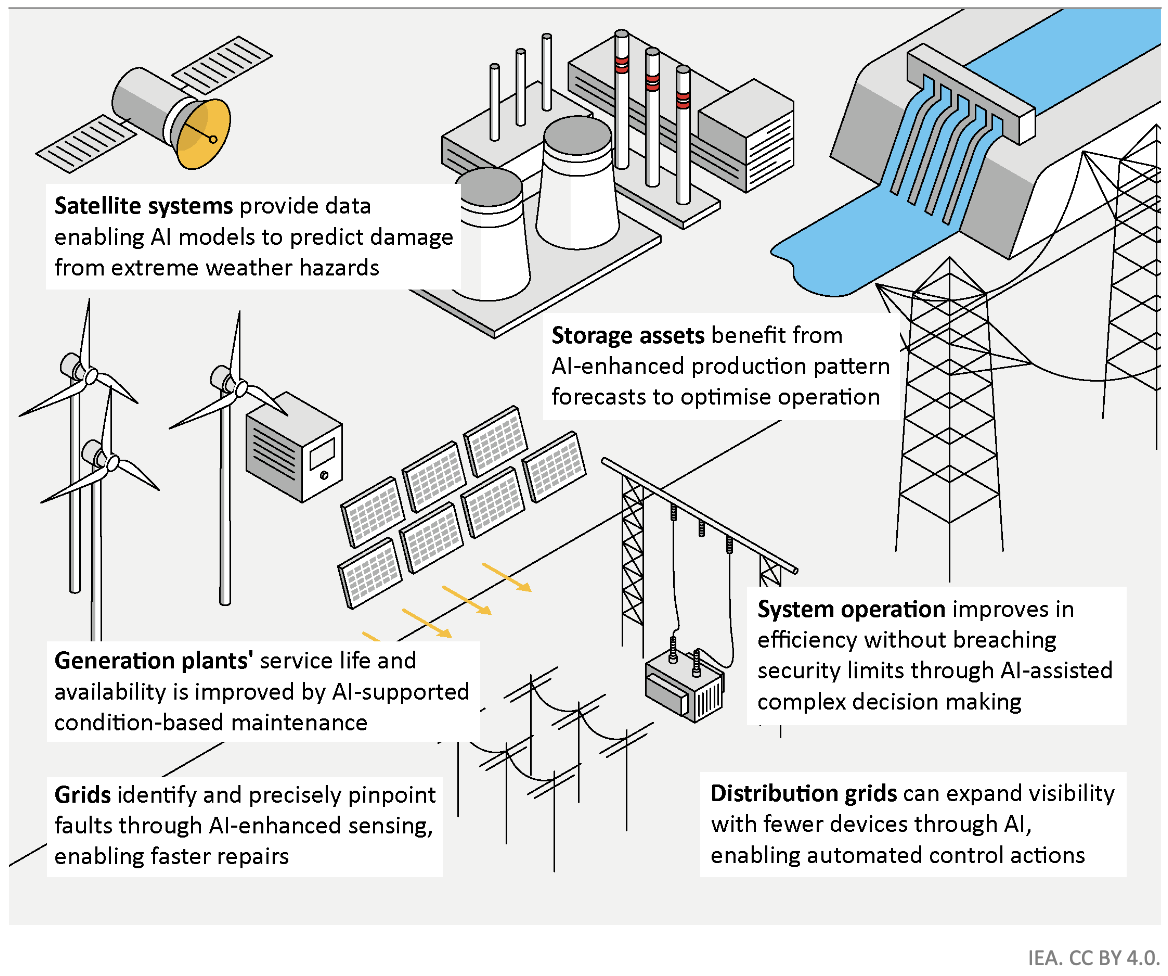 Satellite systems provide data
enabling AI models to predict damage
from extreme weather hazards
Storage assets benefit from
AI-enhanced production pattern
forecasts to optimise operation
System operation improves in
efficiency without breaching
security limits through AI-assisted
complex decision making
Generation plants' service life and
availability is improved by AI-supported
condition-based maintenance
Grids identify and precisely pinpoint
faults through AI-enhanced sensing,
enabling faster repairs
Distribution grids can expand visibility
with fewer devices through AI,
enabling automated control actions
IEA. CC BY 4.0.